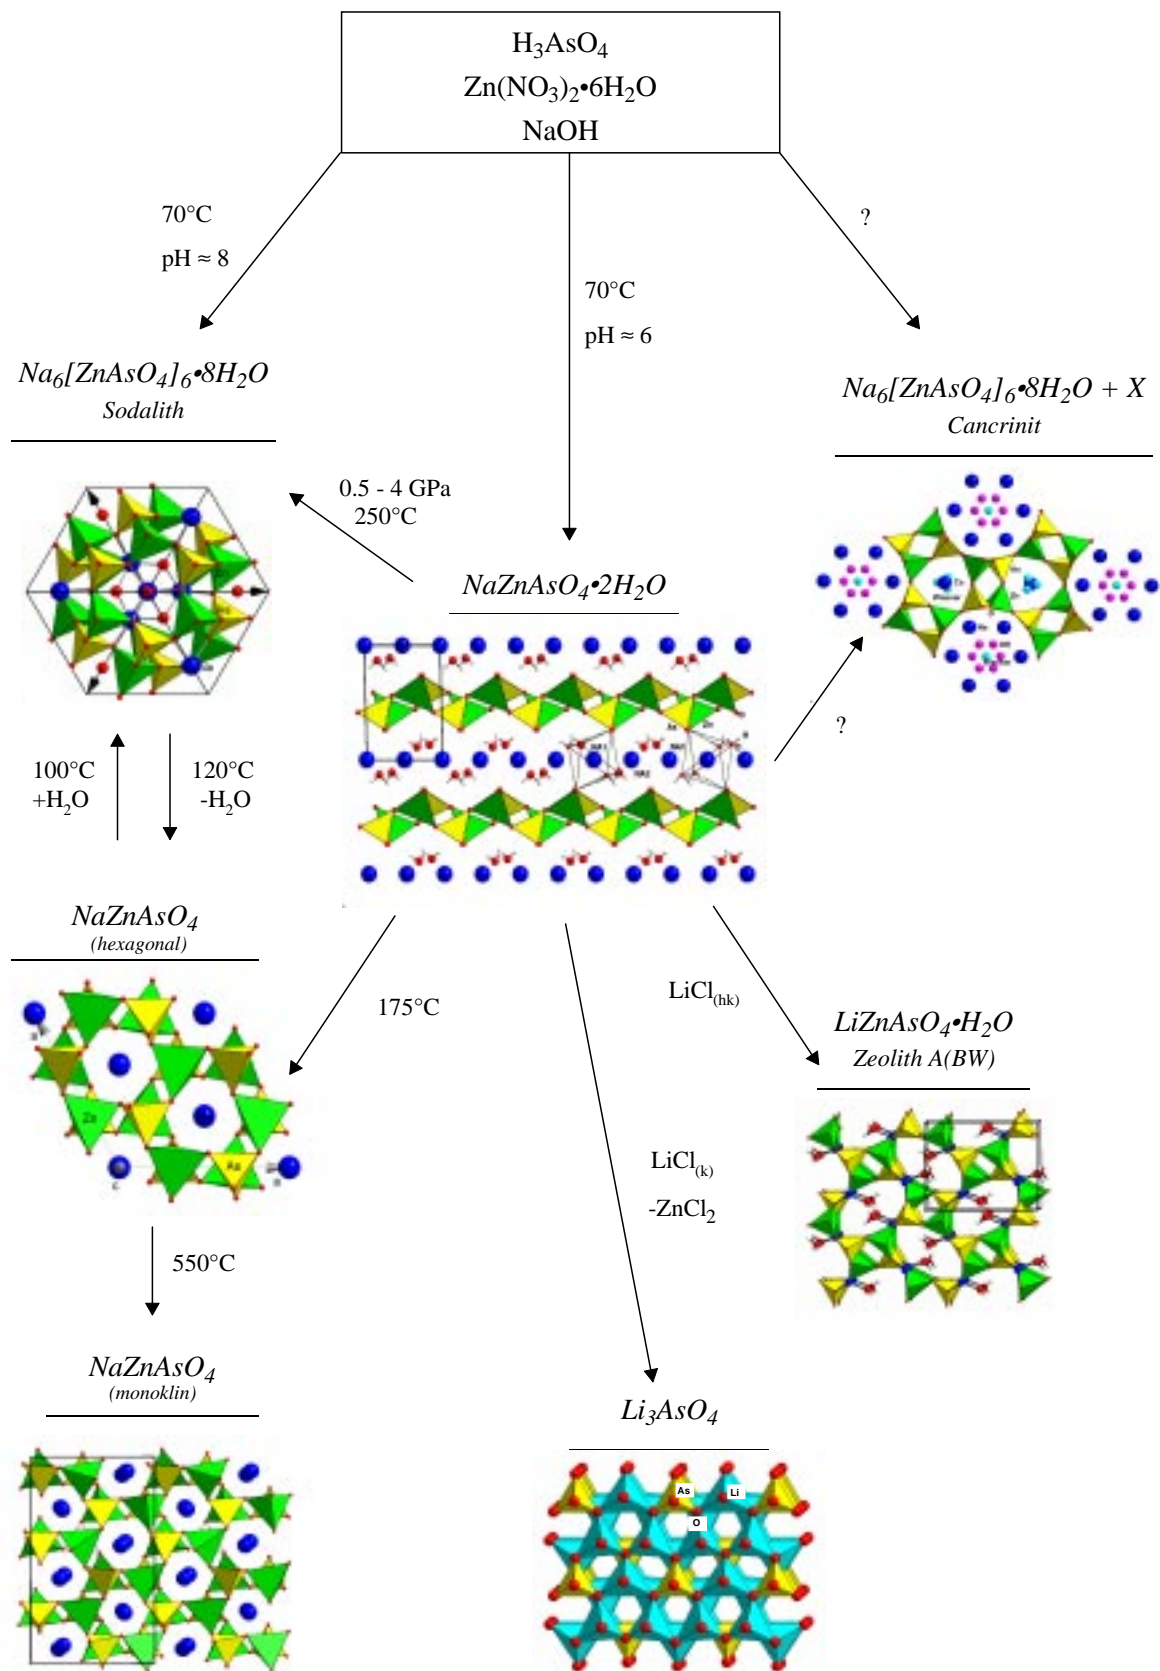 H₃AsO₄
Zn(NO₃)₂•6H₂O
NaOH
70°C
pH ≈ 8
?
70°C
pH ≈ 6
Na₆[ZnAsO₄]₆•8H₂O
Sodalith
Na₆[ZnAsO₄]₆•8H₂O + X
Cancrinit
0.5 - 4 GPa
250°C
NaZnAsO₄•2H₂O
?
100°C
+H₂O
120°C
-H₂O
NaZnAsO₄
(hexagonal)
175°C
LiCl₍hk₎
LiZnAsO₄•H₂O
Zeolith A(BW)
Zn
As
c
LiCl₍k₎
-ZnCl₂
550°C
NaZnAsO₄
(monoklin)
Li₃AsO₄
As
Li
O